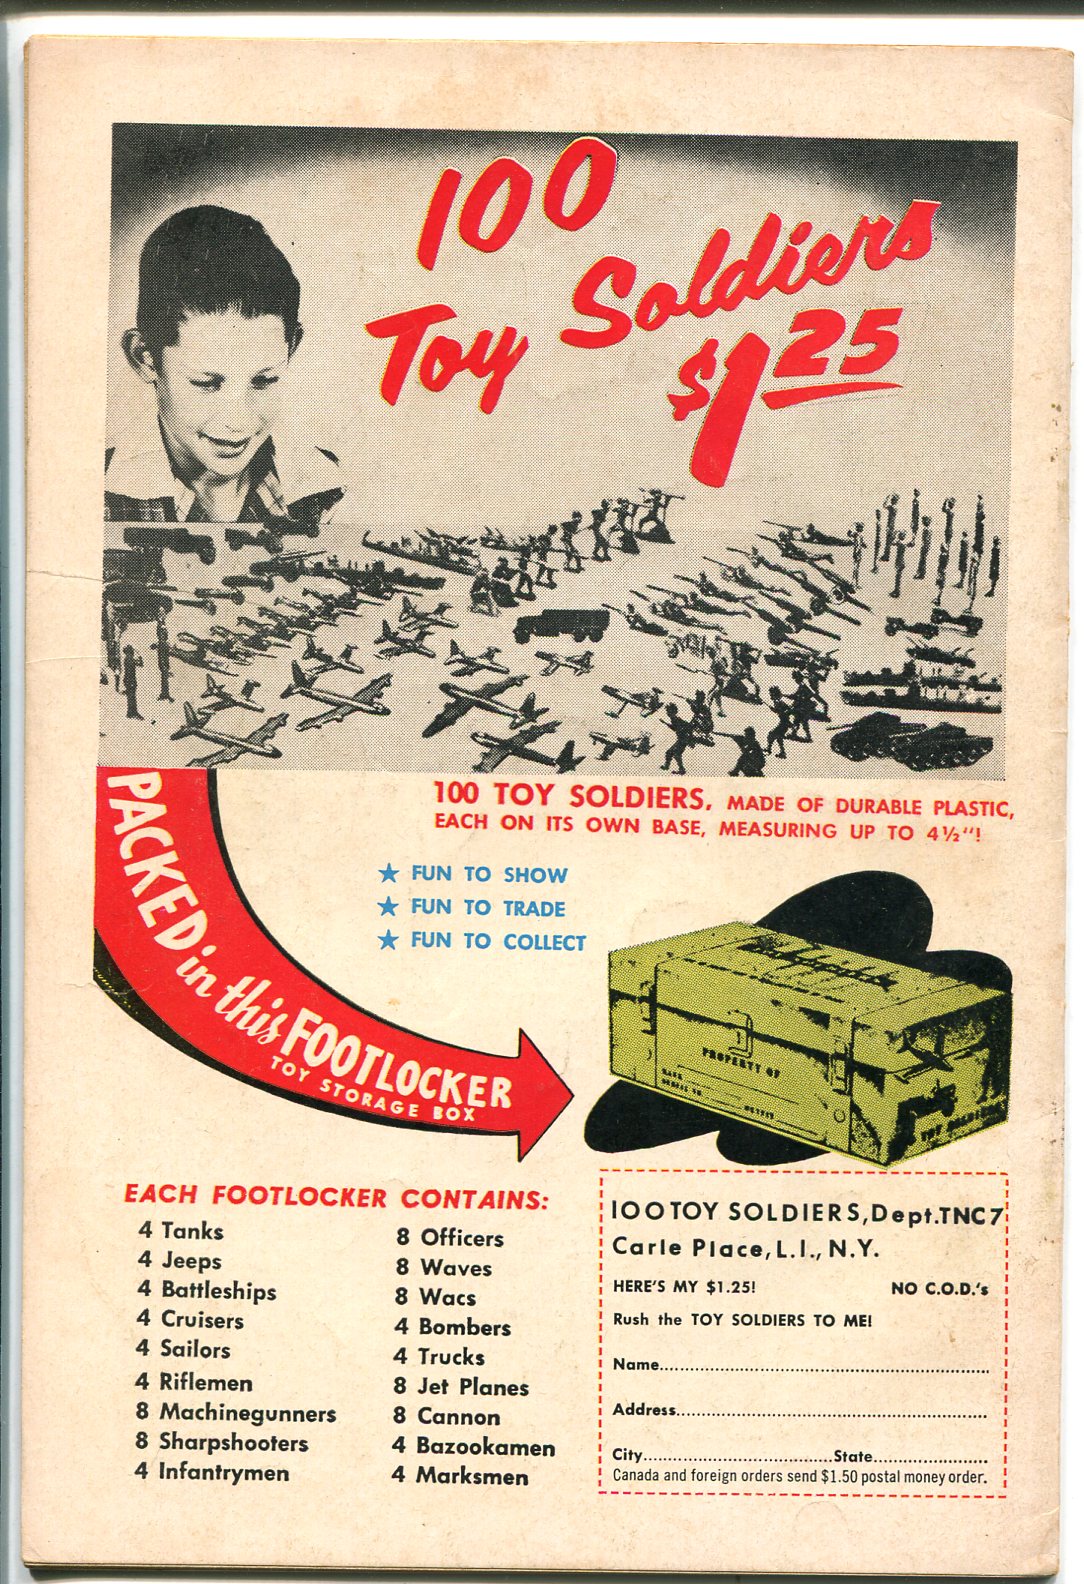 100
Toy Soldiers
$1.25
100 TOY SOLDIERS, MADE OF DURABLE PLASTIC,
EACH ON ITS OWN BASE, MEASURING UP TO 4½"!
PACKED in this FOOTLOCKER
TOY STORAGE BOX
★ FUN TO SHOW
★ FUN TO TRADE
★ FUN TO COLLECT
PROPERTY OF
TOY SOLDIERS
EACH FOOTLOCKER CONTAINS:
4 Tanks
4 Jeeps
4 Battleships
4 Cruisers
4 Sailors
4 Riflemen
8 Machinegunners
8 Sharpshooters
4 Infantrymen
8 Officers
8 Waves
8 Wacs
4 Bombers
4 Trucks
8 Jet Planes
8 Cannon
4 Bazookamen
4 Marksmen
100 TOY SOLDIERS, Dept. TNC7
Carle Place, L.I., N.Y.
HERE'S MY $1.25! NO C.O.D.'s
Rush the TOY SOLDIERS TO ME!
Name
Address
City State
Canada and foreign orders send $1.50 postal money order.